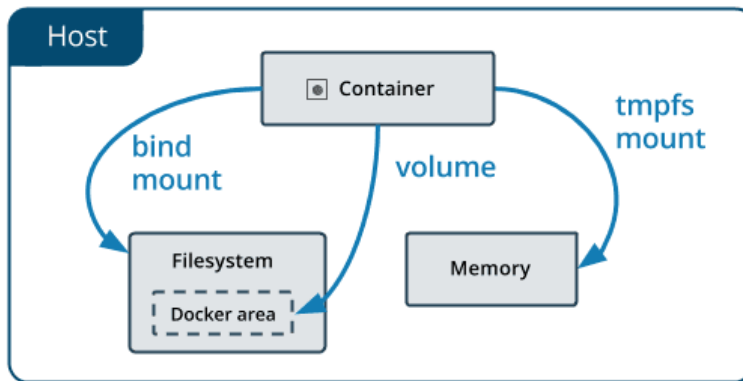 Host
Container
bind
mount
volume
tmpfs
mount
Filesystem
Docker area
Memory